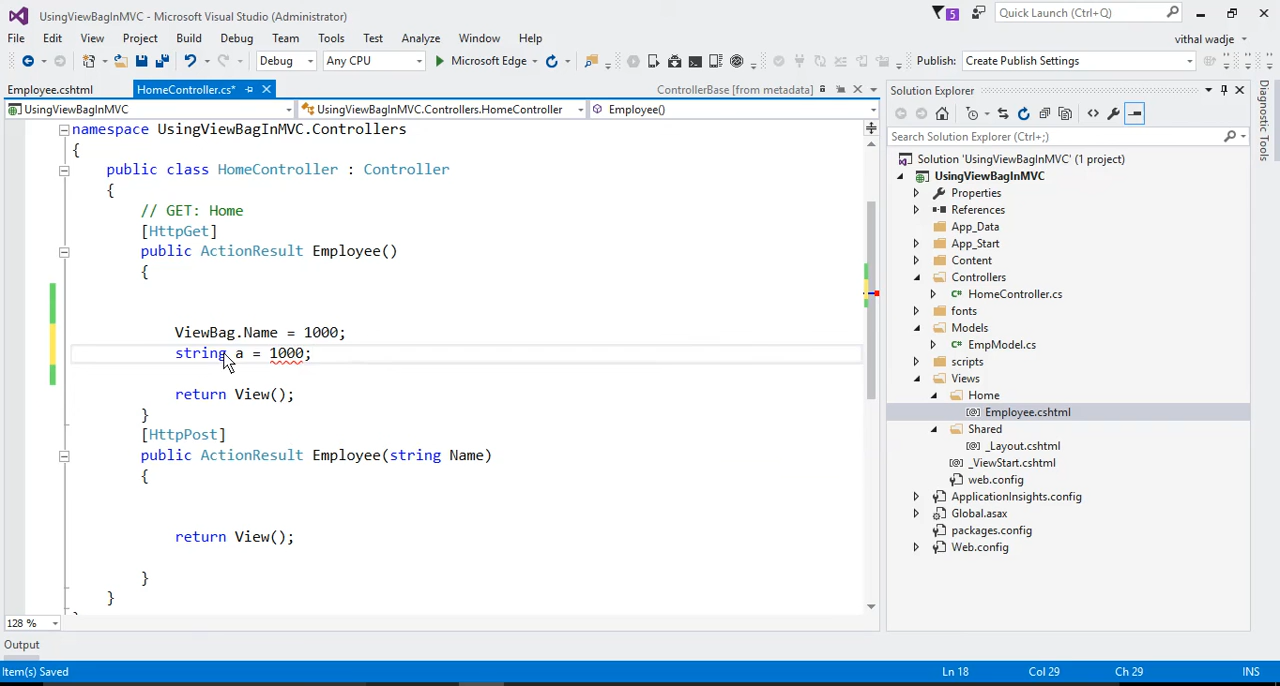 UsingViewBagInMVC - Microsoft Visual Studio (Administrator)
5
Quick Launch (Ctrl+Q)
File Edit View Project Build Debug Team Tools Test Analyze Window Help
vithal wadje
Debug Any CPU Microsoft Edge Publish: Create Publish Settings
Employee.cshtml HomeController.cs* ControllerBase [from metadata]
UsingViewBagInMVC UsingViewBagInMVC.Controllers.HomeController Employee()
namespace UsingViewBagInMVC.Controllers
{
public class HomeController : Controller
{
// GET: Home
[HttpGet]
public ActionResult Employee()
{
ViewBag.Name = 1000;
string a = 1000;
return View();
}
[HttpPost]
public ActionResult Employee(string Name)
{
return View();
}
}
128 %
Output
Solution Explorer
Search Solution Explorer (Ctrl+;)
Solution 'UsingViewBagInMVC' (1 project)
UsingViewBagInMVC
Properties
References
App_Data
App_Start
Content
Controllers
C# HomeController.cs
fonts
Models
C# EmpModel.cs
scripts
Views
Home
[@] Employee.cshtml
Shared
[@] _Layout.cshtml
[@] _ViewStart.cshtml
web.config
ApplicationInsights.config
Global.asax
packages.config
Web.config
Diagnostic Tools
Item(s) Saved Ln 18 Col 29 Ch 29 INS